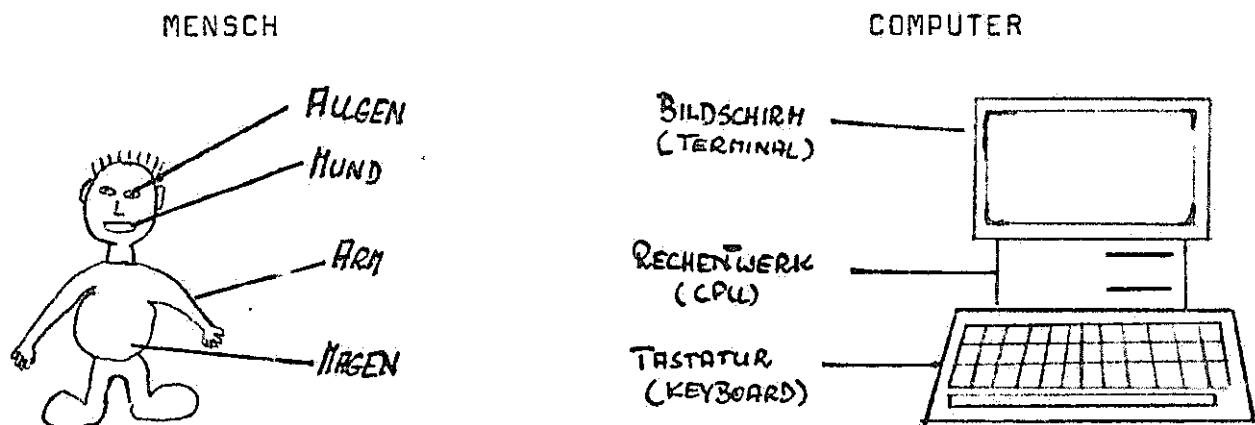 MENSCH
AUGEN
MUND
ARM
MAGEN
COMPUTER
BILDSCHIRM
(TERMINAL)
RECHENWERK
(CPU)
TASTATUR
(KEYBOARD)